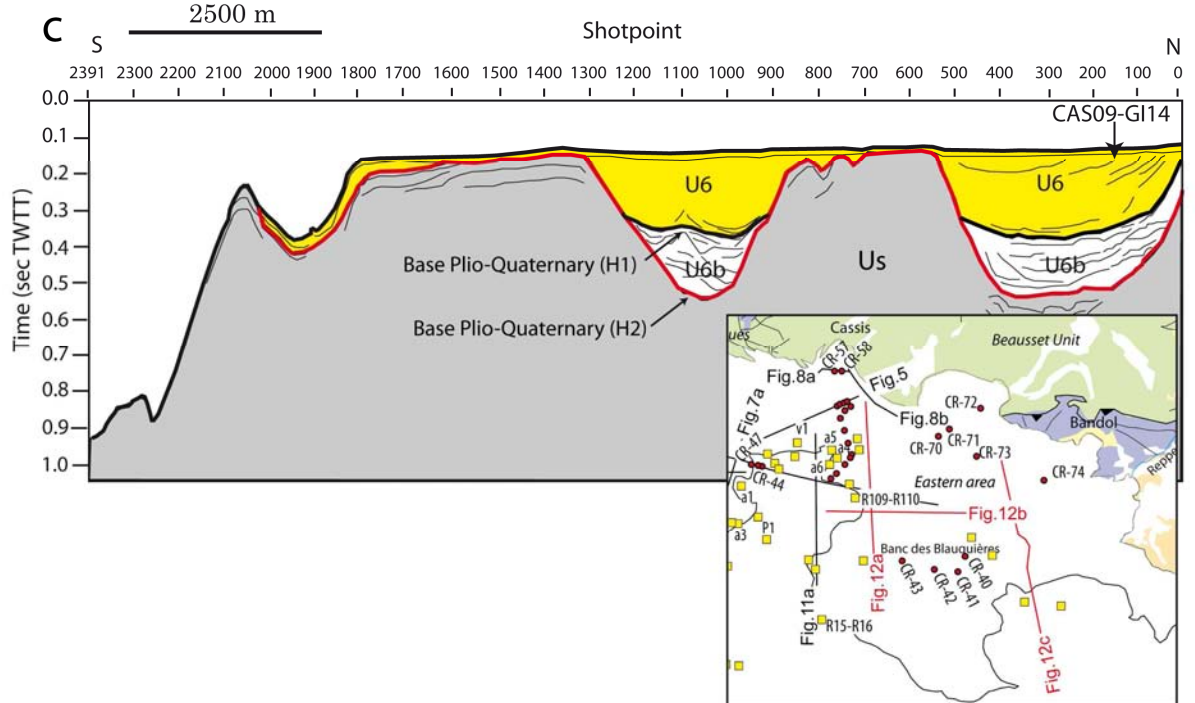 C
2500 m
Shotpoint
S
N
2391 2300 2200 2100 2000 1900 1800 1700 1600 1500 1400 1300 1200 1100 1000 900 800 700 600 500 400 300 200 100 0
Time (sec TWTT)
0.0
0.1
0.2
0.3
0.4
0.5
0.6
0.7
0.8
0.9
1.0
CAS09-GI14
U6
U6
U6b
U6b
Us
Base Plio-Quaternary (H1)
Base Plio-Quaternary (H2)
ues
Cassis
Beausset Unit
CR-57
CR-58
Fig.8a
Fig.5
Fig.7a
Fig.8b
CR-72
Bandol
CR-47
v1
a5
a4
a6
CR-70
CR-71
CR-73
CR-74
Reppe
CR-44
Eastern area
a1
R109-R110
a3
P1
Fig.12b
Banc des Blauquières
CR-43
CR-42
CR-41
CR-40
Fig.12a
Fig.11a
R15-R16
Fig.12c